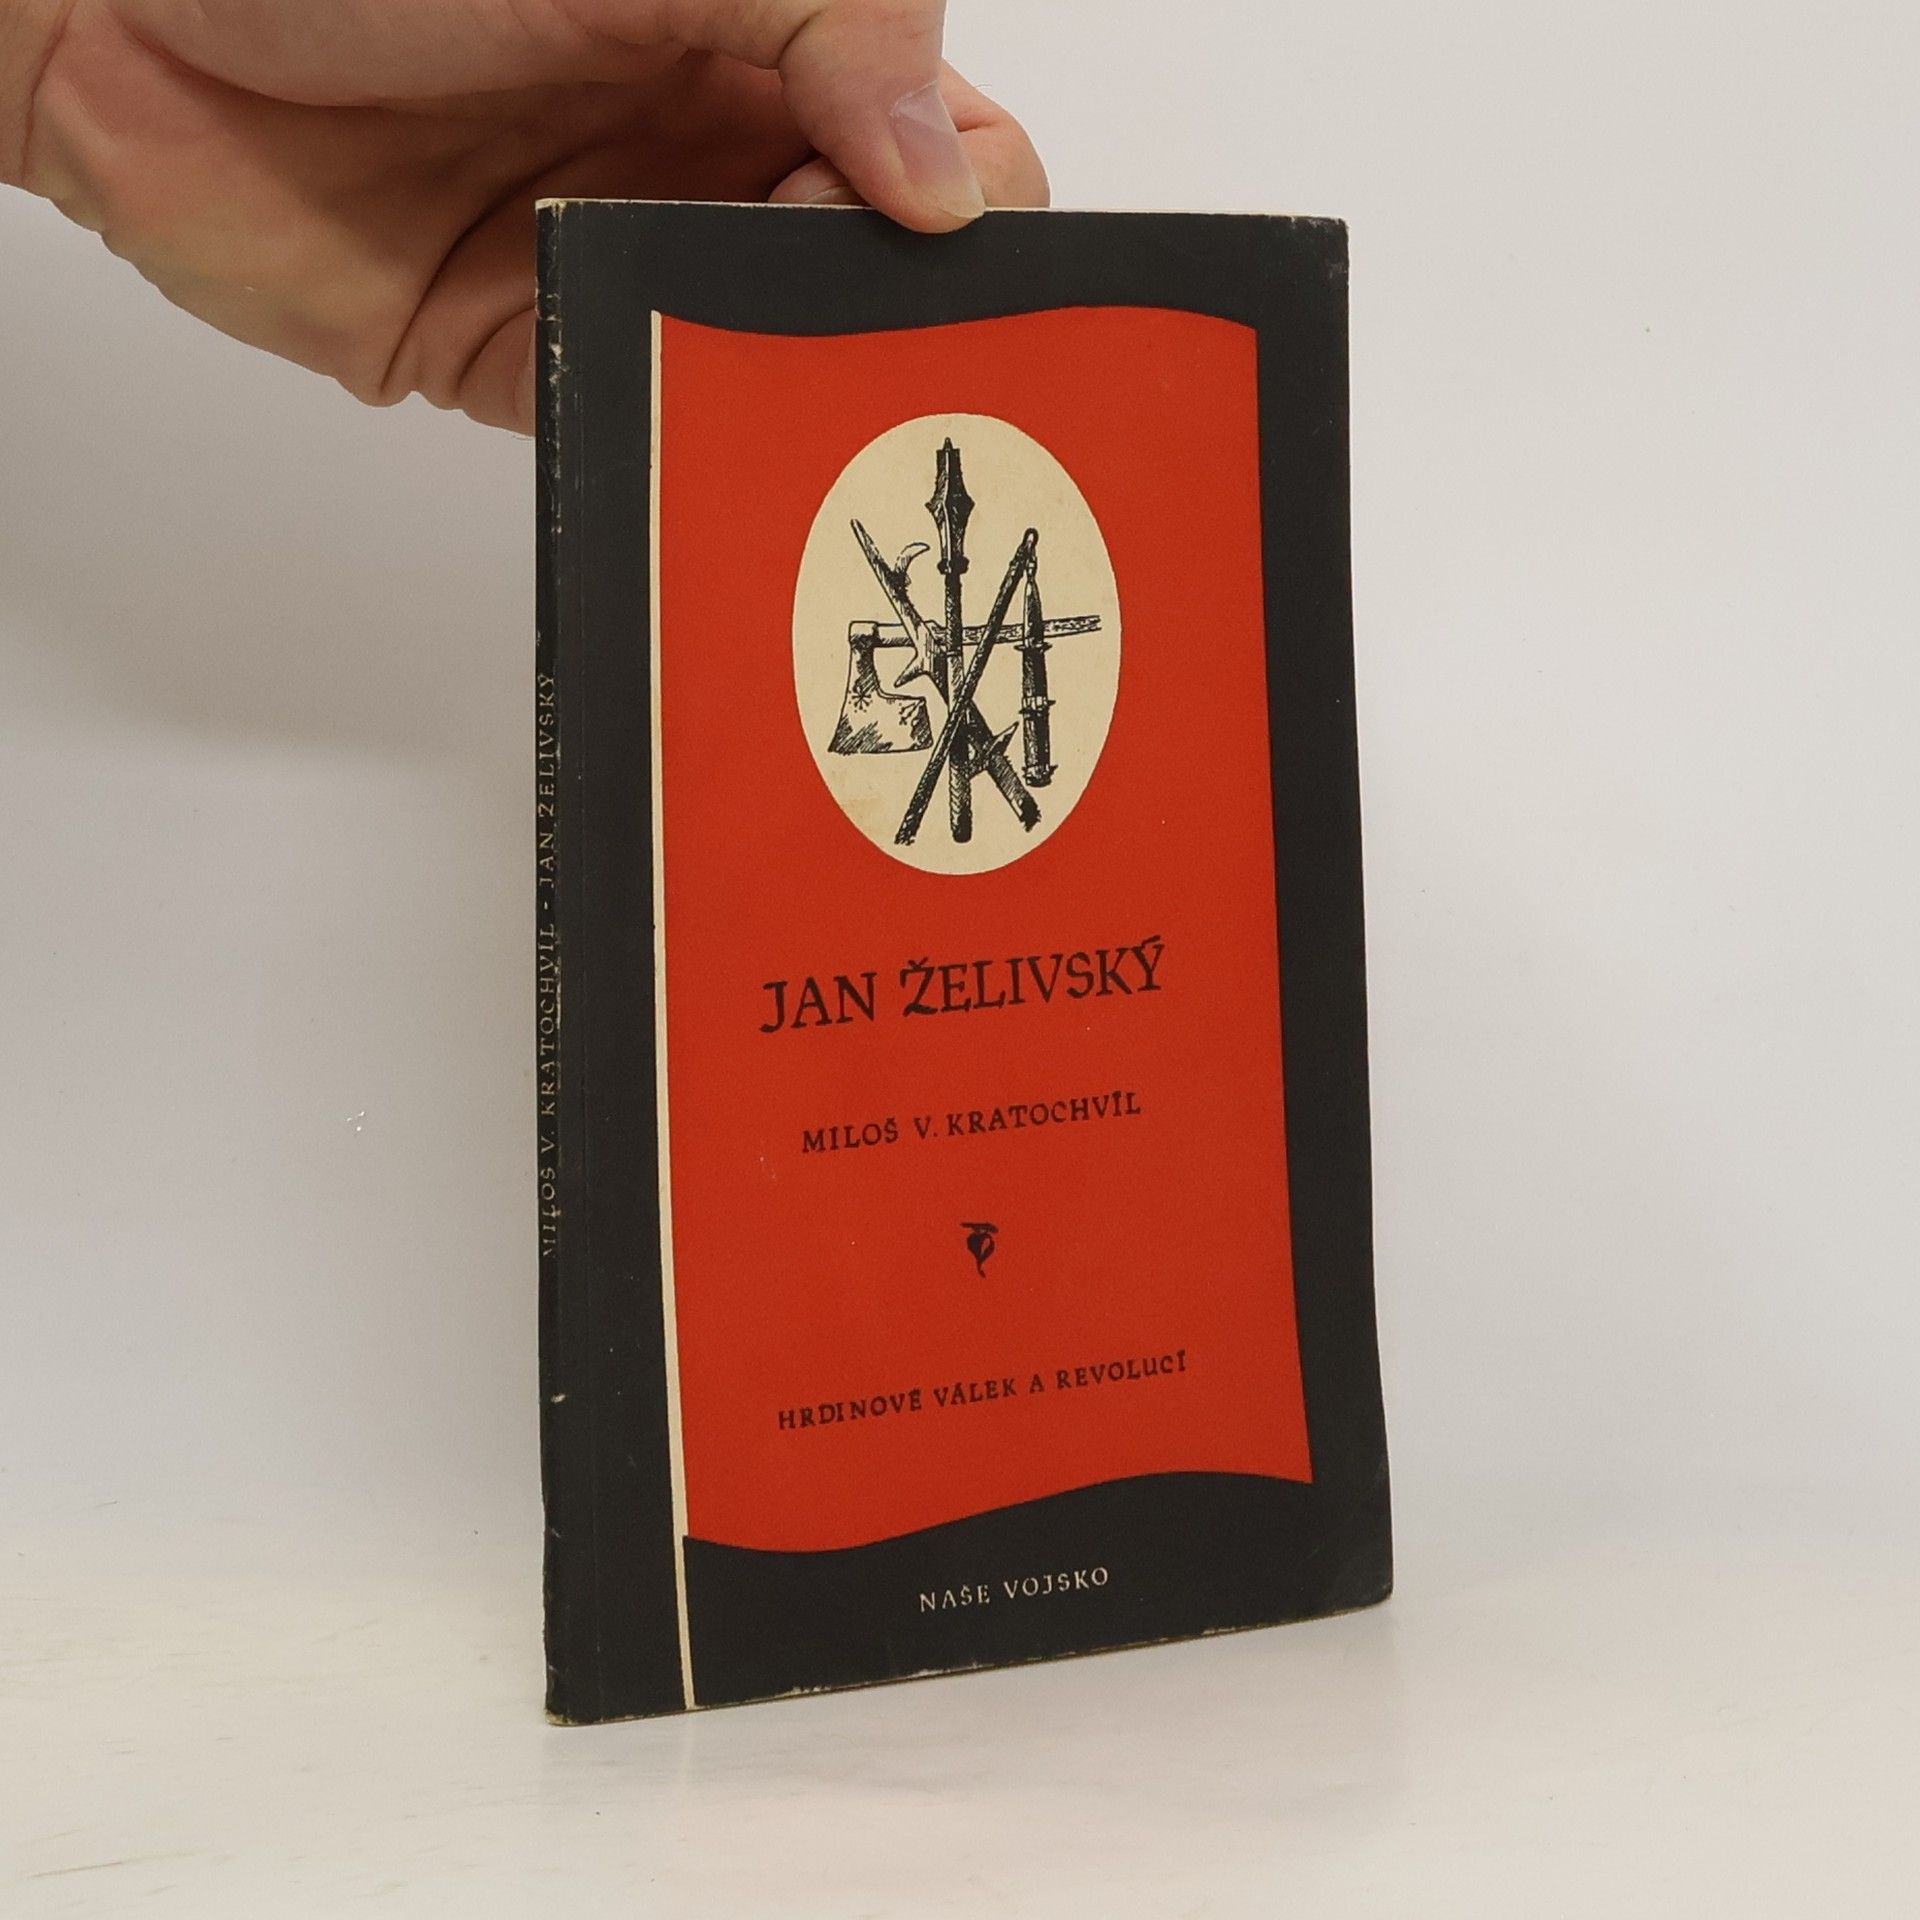 MILOŠ V. KRATOCHVÍL - JAN ŽELIVSKÝ
JAN ŽELIVSKÝ
MILOŠ V. KRATOCHVÍL
HRDINOVÉ VÁLEK A REVOLUCÍ
NAŠE VOJSKO